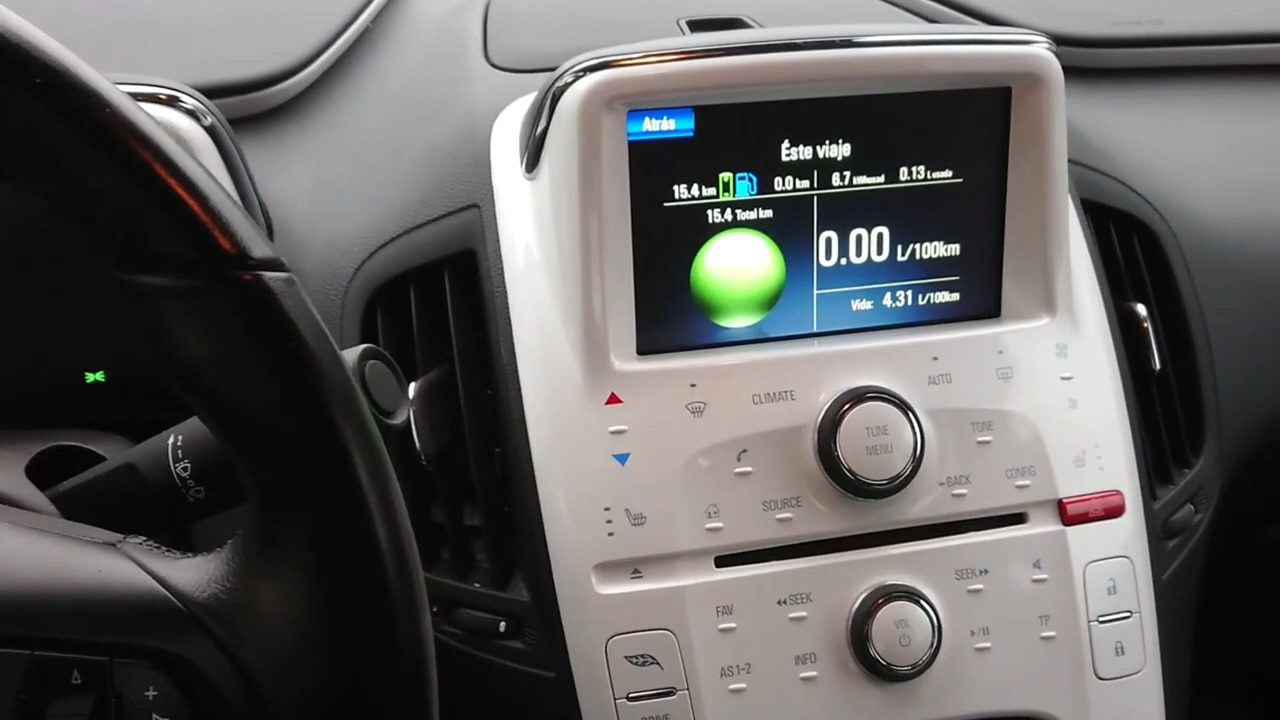 Atrás
Éste viaje
15.4 km 0.0 km 6.7 kWhusad 0.13 L usada
15.4 Total km
0.00 L/100km
Vida: 4.31 L/100km
CLIMATE
AUTO
TUNE
MENU
TONE
BACK
CONFIG
SOURCE
SEEK
FAV
SEEK
VOL
TP
AS 1-2
INFO
DRIVE